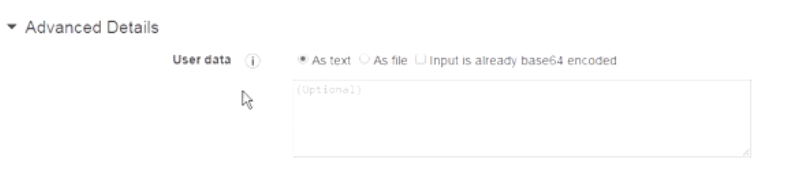 Advanced Details
User data i As text As file Input is already base64 encoded
(Optional)